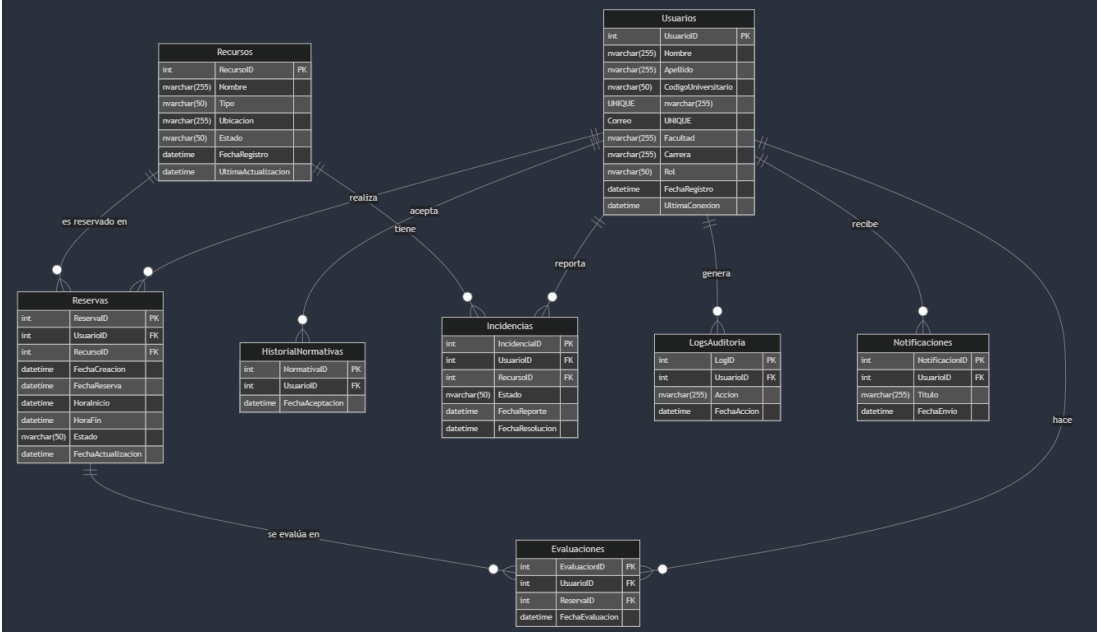 Usuarios
int UsuarioID PK
nvarchar(255) Nombre
nvarchar(255) Apellido
nvarchar(50) CodigoUniversitario
UNIQUE nvarchar(255)
Correo UNIQUE
nvarchar(255) Facultad
nvarchar(255) Carrera
nvarchar(50) Rol
datetime FechaRegistro
datetime UltimaConexion
Recursos
int RecursoID PK
nvarchar(255) Nombre
nvarchar(50) Tipo
nvarchar(255) Ubicacion
nvarchar(50) Estado
datetime FechaRegistro
datetime UltimaActualizacion
realiza
acepta
es reservado en
tiene
recibe
reporta
genera
Reservas
int ReservaID PK
int UsuarioID FK
int RecursoID FK
datetime FechaCreacion
datetime FechaReserva
datetime HoraInicio
datetime HoraFin
nvarchar(50) Estado
datetime FechaActualizacion
HistorialNormativas
int NormativaID PK
int UsuarioID FK
datetime FechaAceptacion
Incidencias
int IncidenciaID PK
int UsuarioID FK
int RecursoID FK
nvarchar(50) Estado
datetime FechaReporte
datetime FechaResolucion
LogsAuditoria
int LogID PK
int UsuarioID FK
nvarchar(255) Accion
datetime FechaAccion
Notificaciones
int NotificacionID PK
int UsuarioID FK
nvarchar(255) Titulo
datetime FechaEnvio
hace
se evalúa en
Evaluaciones
int EvaluacionID PK
int UsuarioID FK
int ReservaID FK
datetime FechaEvaluacion